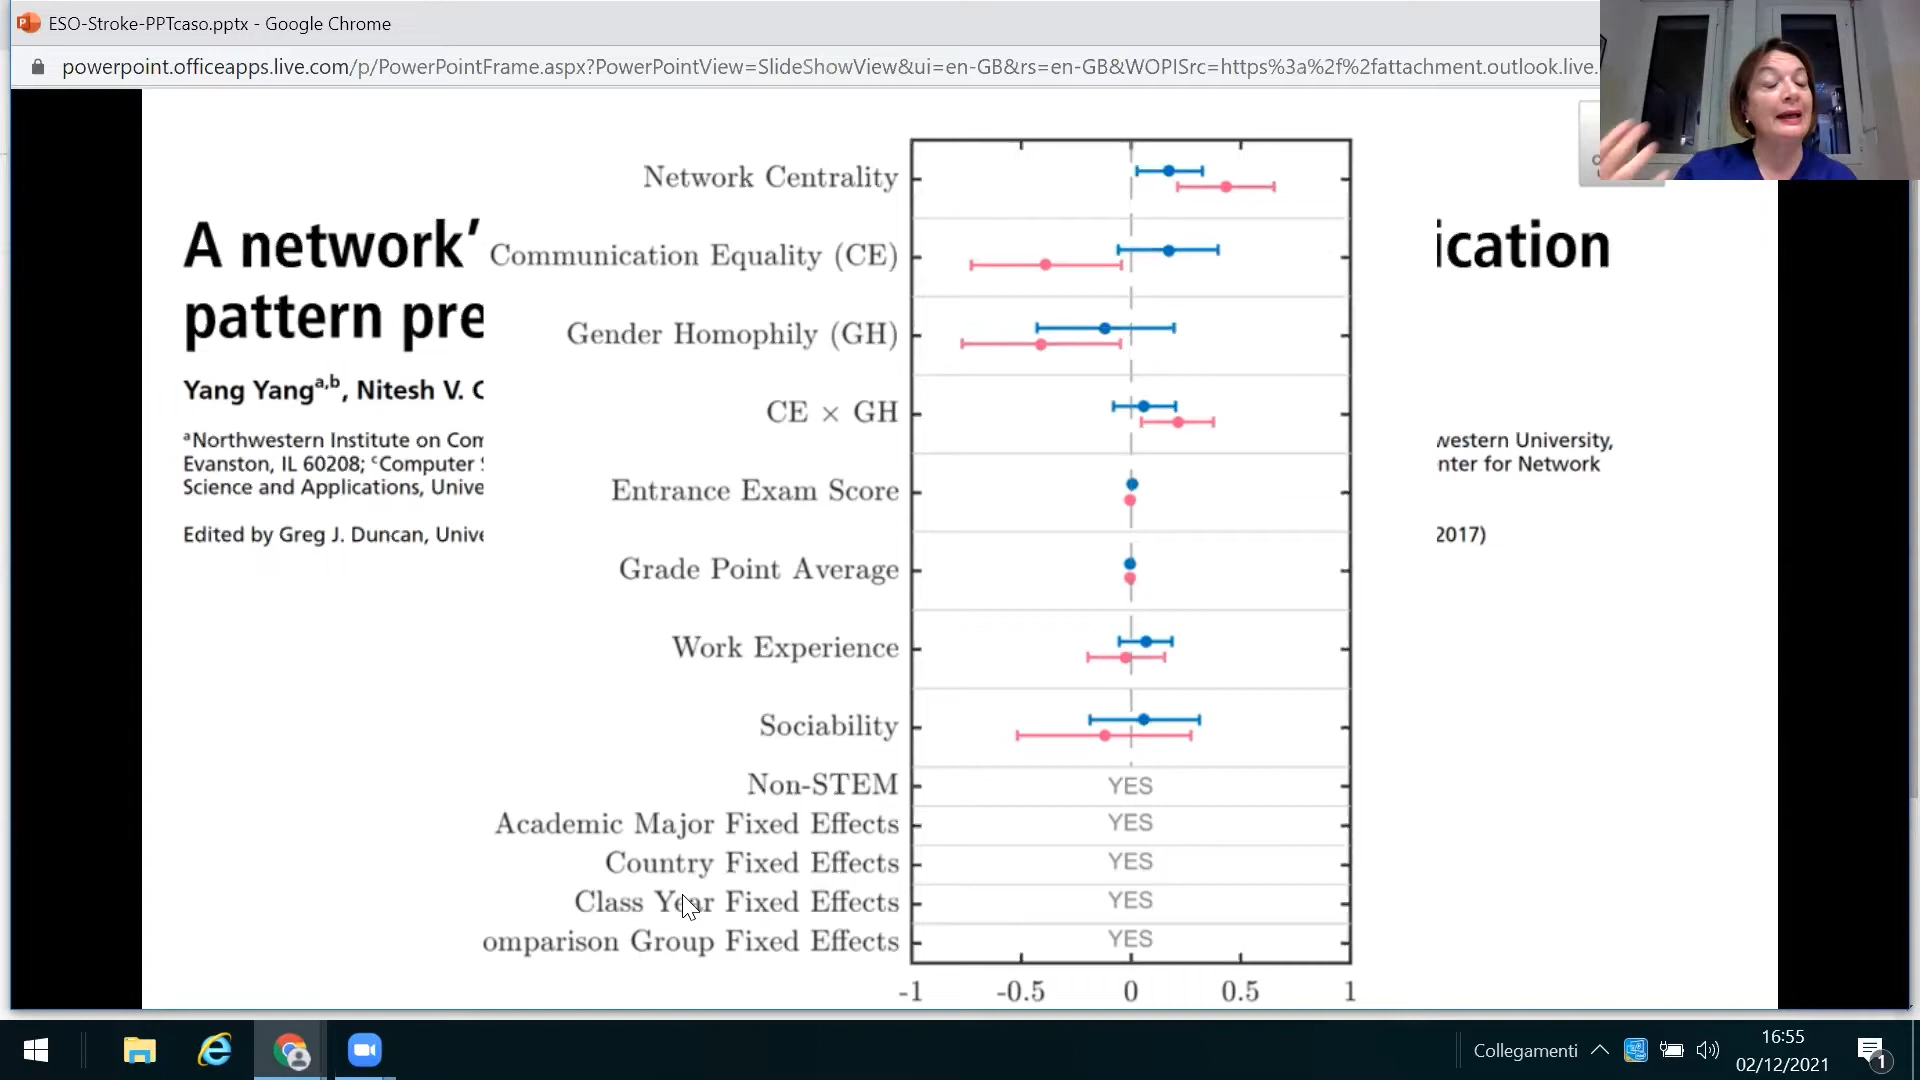 ESO-Stroke-PPTcaso.pptx - Google Chrome
powerpoint.officeapps.live.com/p/PowerPointFrame.aspx?PowerPointView=SlideShowView&ui=en-GB&rs=en-GB&WOPISrc=https%3a%2f%2fattachment.outlook.live.
A network’ ication
pattern pre
Yang Yangᵃ,ᵇ, Nitesh V. C
ᵃNorthwestern Institute on Com western University,
Evanston, IL 60208; ᶜComputer nter for Network
Science and Applications, Unive
Edited by Greg J. Duncan, Unive 2017)
Network Centrality
Communication Equality (CE)
Gender Homophily (GH)
CE × GH
Entrance Exam Score
Grade Point Average
Work Experience
Sociability
Non-STEM YES
Academic Major Fixed Effects YES
Country Fixed Effects YES
Class Year Fixed Effects YES
omparison Group Fixed Effects YES
-1 -0.5 0 0.5 1
Collegamenti
16:55
02/12/2021
1